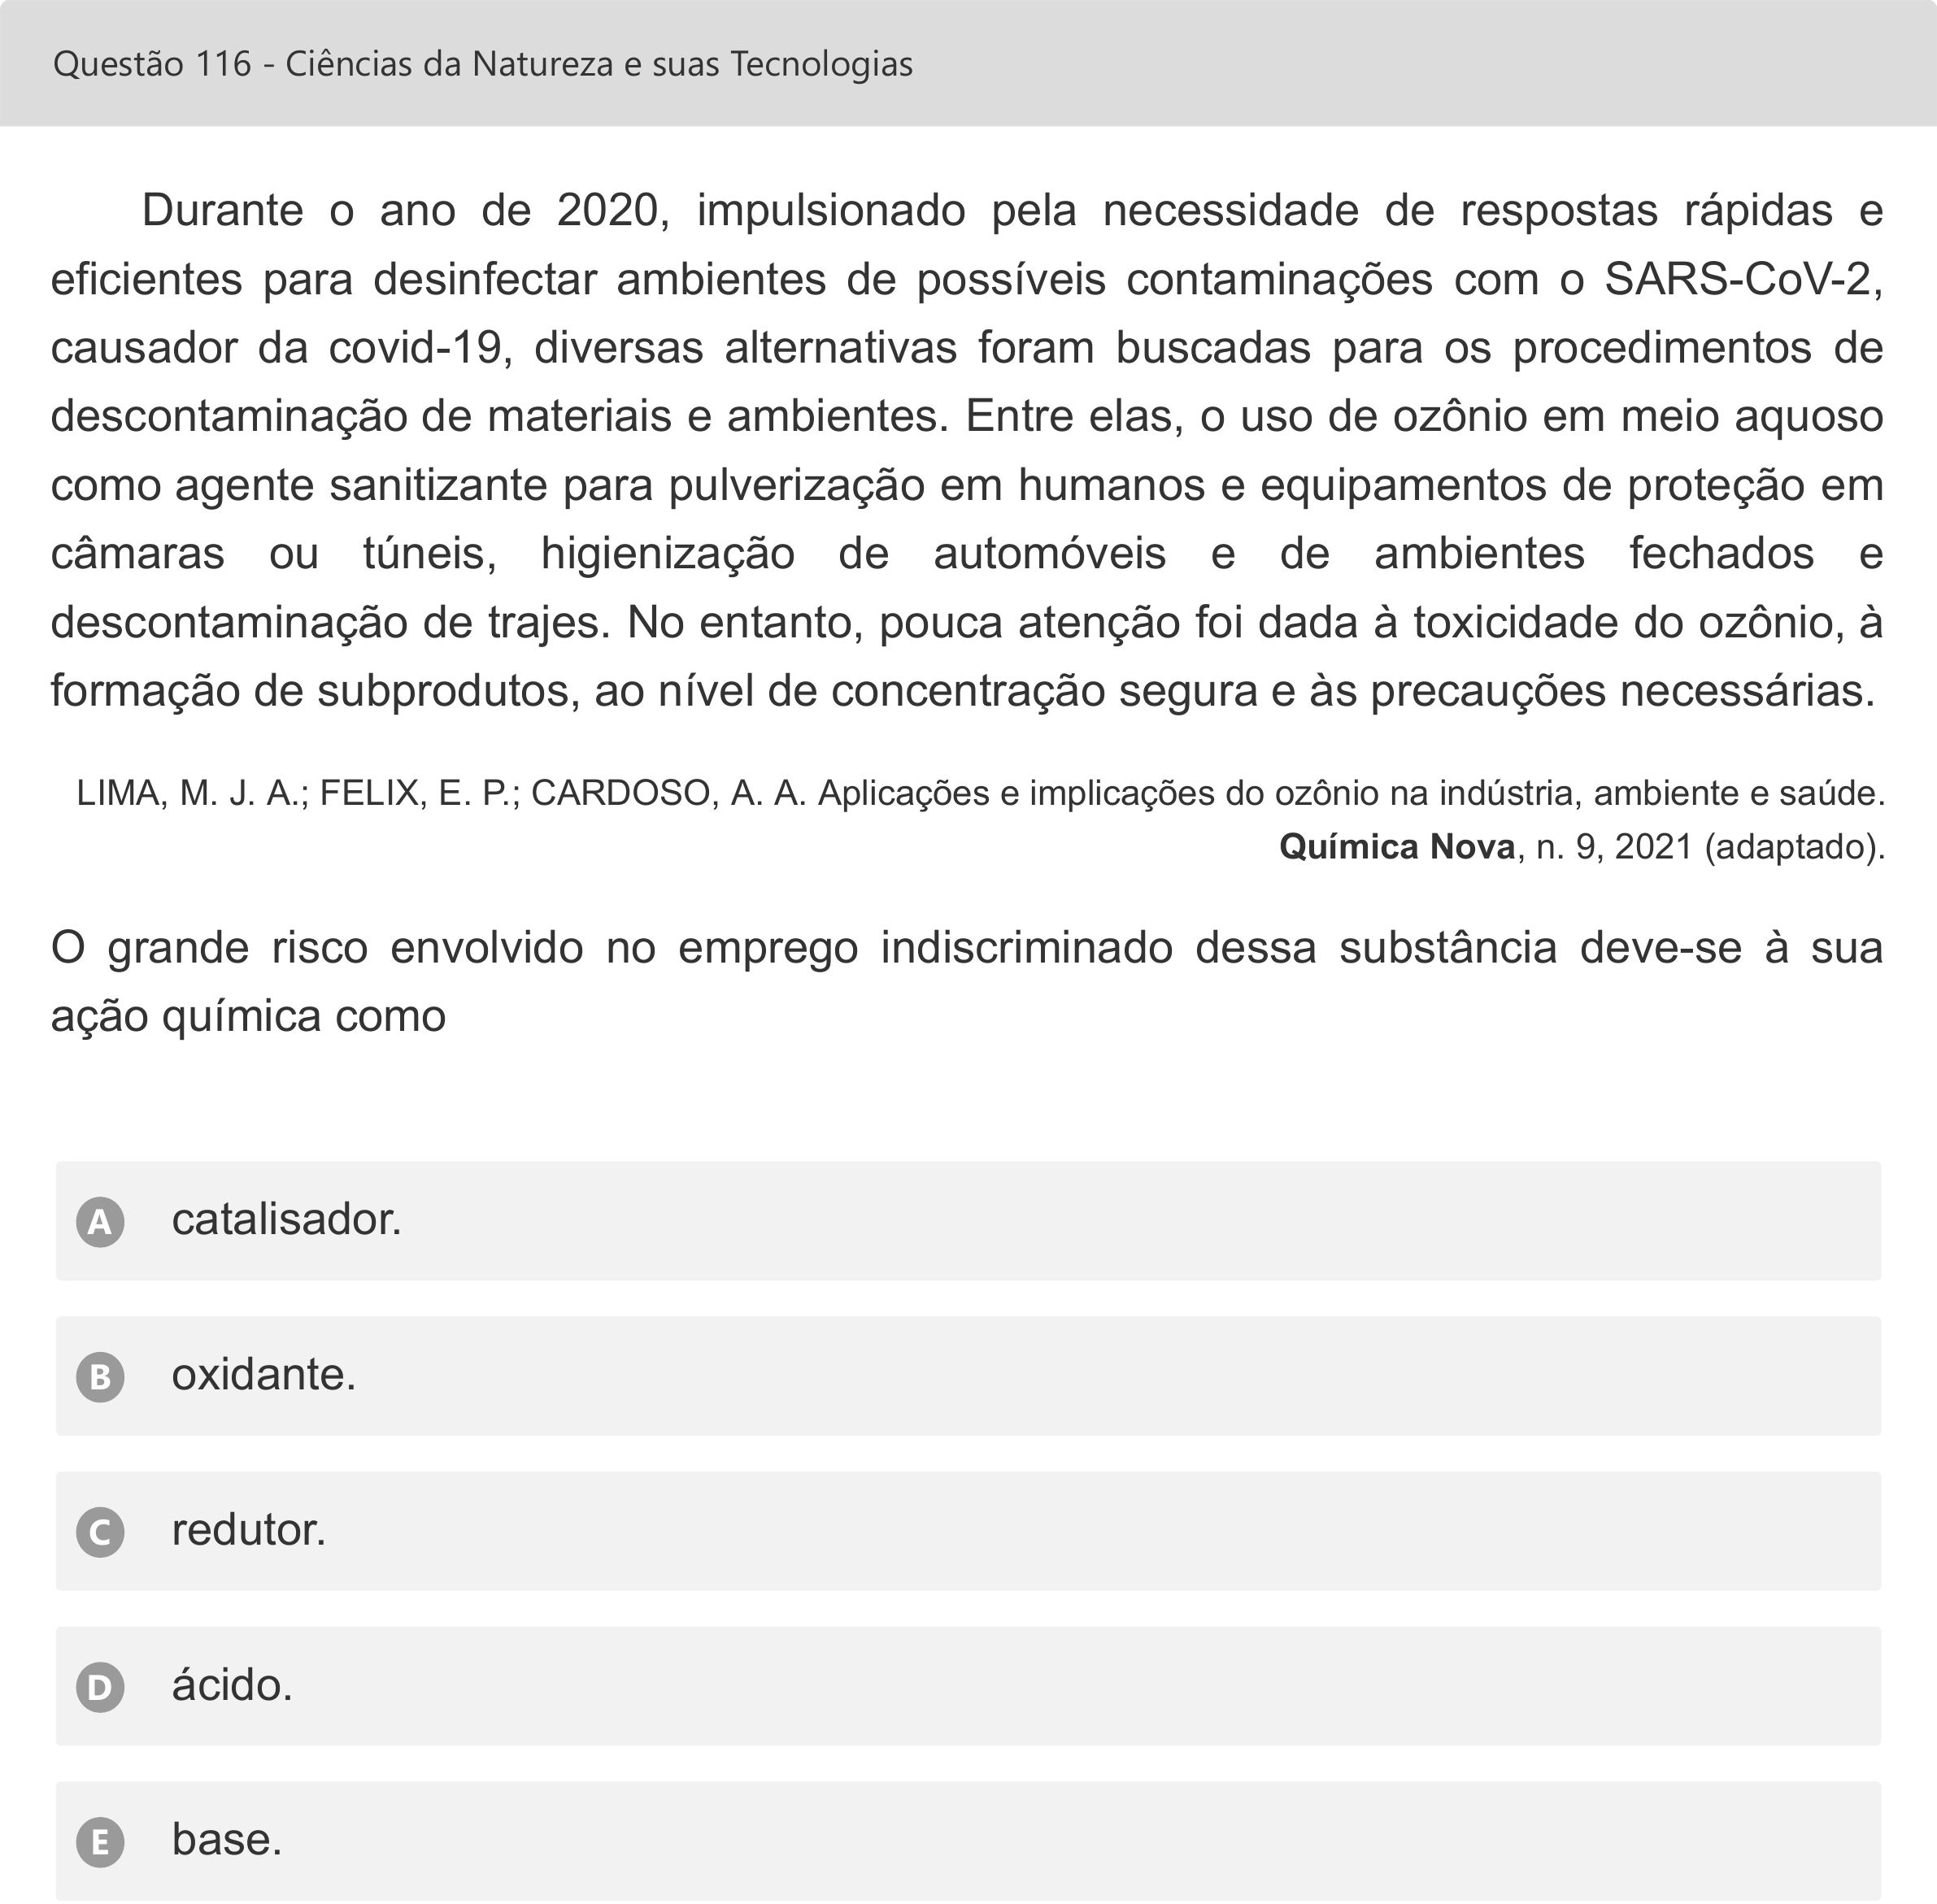 Questão 116 - Ciências da Natureza e suas Tecnologias
Durante o ano de 2020, impulsionado pela necessidade de respostas rápidas e
eficientes para desinfectar ambientes de possíveis contaminações com o SARS-CoV-2,
causador da covid-19, diversas alternativas foram buscadas para os procedimentos de
descontaminação de materiais e ambientes. Entre elas, o uso de ozônio em meio aquoso
como agente sanitizante para pulverização em humanos e equipamentos de proteção em
câmaras ou túneis, higienização de automóveis e de ambientes fechados e
descontaminação de trajes. No entanto, pouca atenção foi dada à toxicidade do ozônio, à
formação de subprodutos, ao nível de concentração segura e às precauções necessárias.
LIMA, M. J. A.; FELIX, E. P.; CARDOSO, A. A. Aplicações e implicações do ozônio na indústria, ambiente e saúde.
Química Nova, n. 9, 2021 (adaptado).
O grande risco envolvido no emprego indiscriminado dessa substância deve-se à sua
ação química como
A catalisador.
B oxidante.
C redutor.
D ácido.
E base.